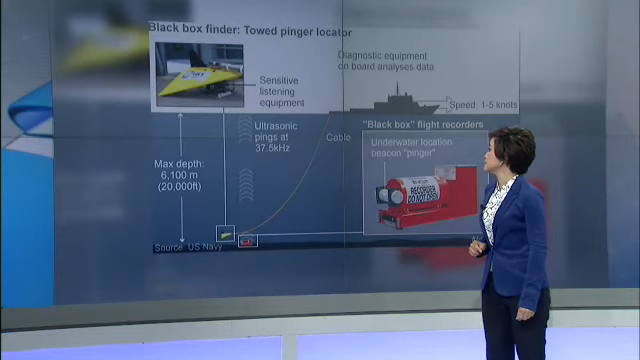 Black box finder: Towed pinger locator
Diagnostic equipment
on board analyses data
Sensitive
listening
equipment
Speed: 1-5 knots
"Black box" flight recorders
Ultrasonic
pings at
37.5kHz
Cable
Underwater location
beacon "pinger"
Max depth:
6,100 m
(20,000ft)
RECORDER
DO NOT OPEN
Source: US Navy